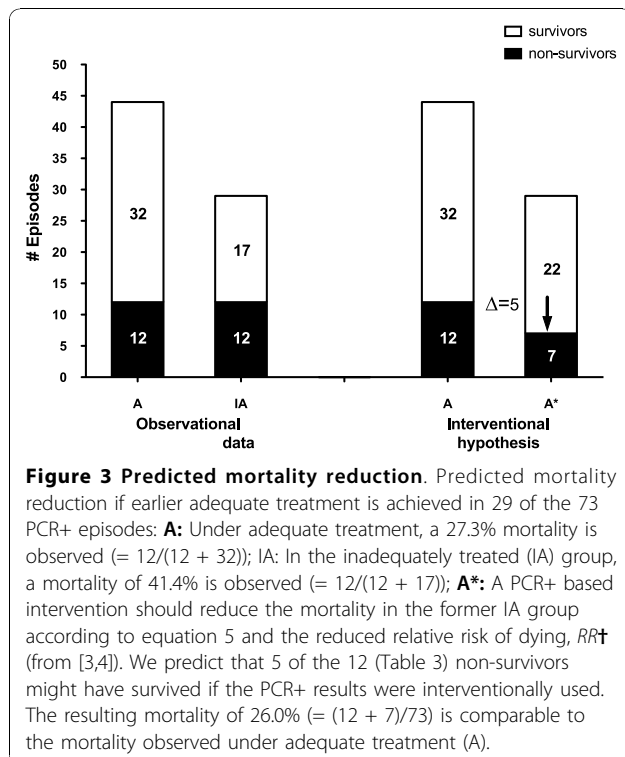 survivors
non-survivors
50
45
40
35
30
25
20
15
10
5
0
# Episodes
32
12
17
12
32
12
Δ=5
22
7
A
IA
A
A*
Observational
data
Interventional
hypothesis
Figure 3 Predicted mortality reduction. Predicted mortality
reduction if earlier adequate treatment is achieved in 29 of the 73
PCR+ episodes: A: Under adequate treatment, a 27.3% mortality is
observed (= 12/(12 + 32)); IA: In the inadequately treated (IA) group,
a mortality of 41.4% is observed (= 12/(12 + 17)); A*: A PCR+ based
intervention should reduce the mortality in the former IA group
according to equation 5 and the reduced relative risk of dying, RR†
(from [3,4]). We predict that 5 of the 12 (Table 3) non-survivors
might have survived if the PCR+ results were interventionally used.
The resulting mortality of 26.0% (= (12 + 7)/73) is comparable to
the mortality observed under adequate treatment (A).